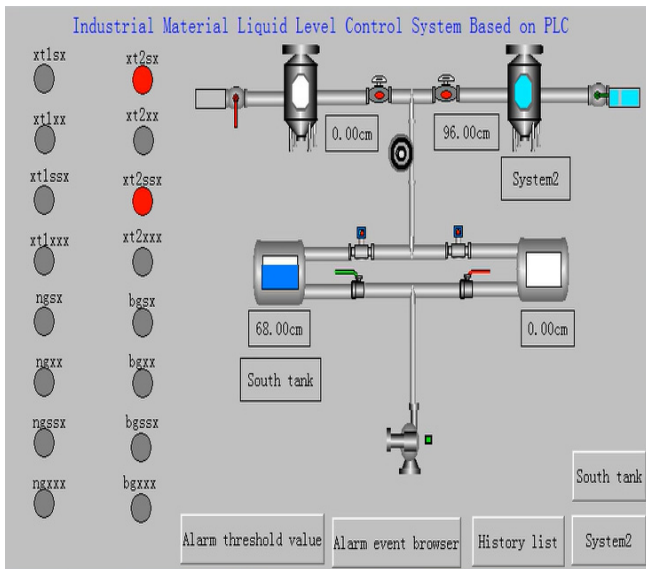 Industrial Material Liquid Level Control System Based on PLC
xt1sx
xt2sx
xt1xx
xt2xx
0.00cm
96.00cm
xt1ssx
xt2ssx
System2
xt1xxx
xt2xxx
ngsx
bgsx
68.00cm
0.00cm
ngxx
bgxx
South tank
ngssx
bgssx
ngxxx
bgxxx
South tank
Alarm threshold value
Alarm event browser
History list
System2